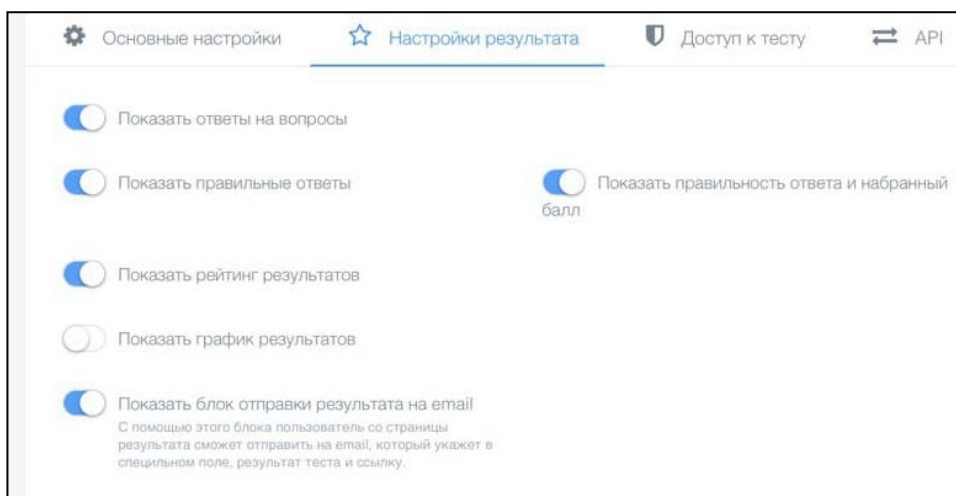 Основные настройки Настройки результата Доступ к тесту API
Показать ответы на вопросы
Показать правильные ответы
Показать правильность ответа и набранный
балл
Показать рейтинг результатов
Показать график результатов
Показать блок отправки результата на email
С помощью этого блока пользователь со страницы
результата сможет отправить на email, который укажет в
специльном поле, результат теста и ссылку.